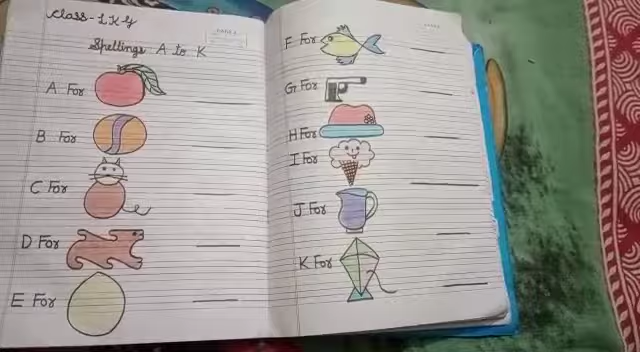 Class - LKG
Spellings A to K
A For
B For
C For
D For
E For
F For
G For
H For
I For
J For
K For